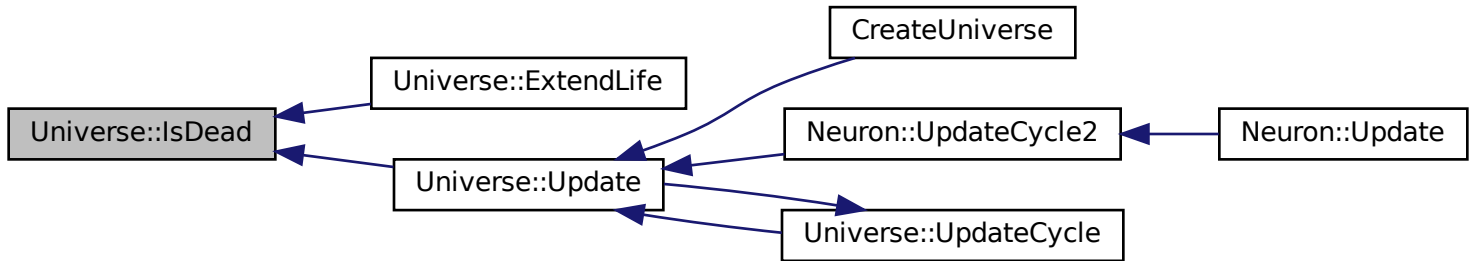 CreateUniverse
Universe::ExtendLife
Universe::IsDead
Neuron::UpdateCycle2
Neuron::Update
Universe::Update
Universe::UpdateCycle